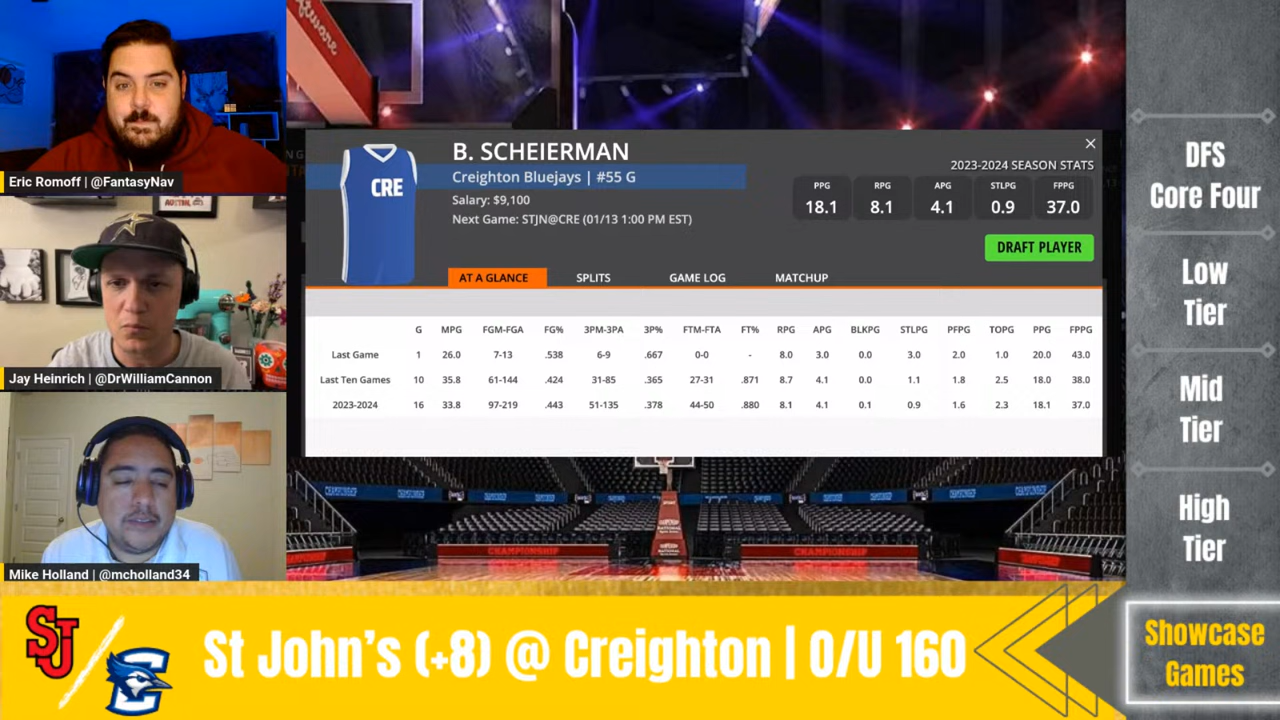 Eric Romoff | @FantasyNav
Jay Heinrich | @DrWilliamCannon
Mike Holland | @mcholland34
CRE
B. SCHEIERMAN
Creighton Bluejays | #55 G
Salary: $9,100
Next Game: STJN@CRE (01/13 1:00 PM EST)
2023-2024 SEASON STATS
PPG RPG APG STLPG FPPG
18.1 8.1 4.1 0.9 37.0
DRAFT PLAYER
AT A GLANCE SPLITS GAME LOG MATCHUP
G MPG FGM-FGA FG% 3PM-3PA 3P% FTM-FTA FT% RPG APG BLKPG STLPG PFPG TOPG PPG FPPG
Last Game 1 26.0 7-13 .538 6-9 .667 0-0 - 8.0 3.0 0.0 3.0 2.0 1.0 20.0 43.0
Last Ten Games 10 35.8 61-144 .424 31-85 .365 27-31 .871 8.7 4.1 0.0 1.1 1.8 2.5 18.0 38.0
2023-2024 16 33.8 97-219 .443 51-135 .378 44-50 .880 8.1 4.1 0.1 0.9 1.6 2.3 18.1 37.0
CHAMPIONSHIP
CHAMPIONSHIP
DFS
Core Four
Low
Tier
Mid
Tier
High
Tier
Showcase
Games
STJ
St John's (+8) @ Creighton | O/U 160